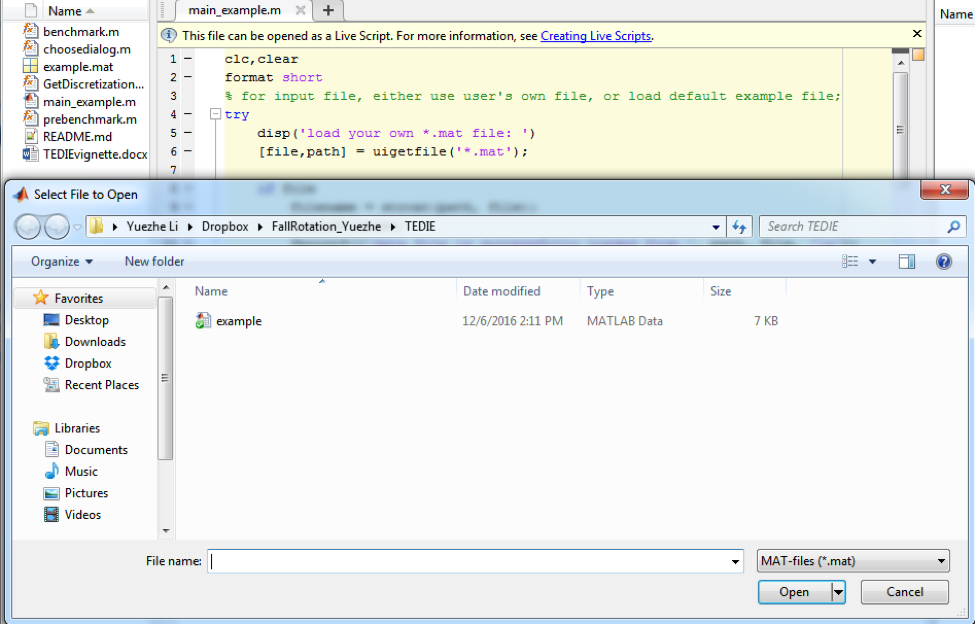 Name
main_example.m
+
Name
benchmark.m
choosedialog.m
example.mat
GetDiscretization...
main_example.m
prebenchmark.m
README.md
TEDIEvignette.docx
This file can be opened as a Live Script. For more information, see Creating Live Scripts.
1 – clc,clear
2 – format short
3 % for input file, either use user's own file, or load default example file;
4 – try
5 – disp('load your own *.mat file: ')
6 – [file,path] = uigetfile('*.mat');
7
Select File to Open
Yuezhe Li ▸ Dropbox ▸ FallRotation_Yuezhe ▸ TEDIE
Search TEDIE
Organize
New folder
Name
Date modified
Type
Size
example
12/6/2016 2:11 PM
MATLAB Data
7 KB
Favorites
Desktop
Downloads
Dropbox
Recent Places
Libraries
Documents
Music
Pictures
Videos
File name:
MAT-files (*.mat)
Open
Cancel